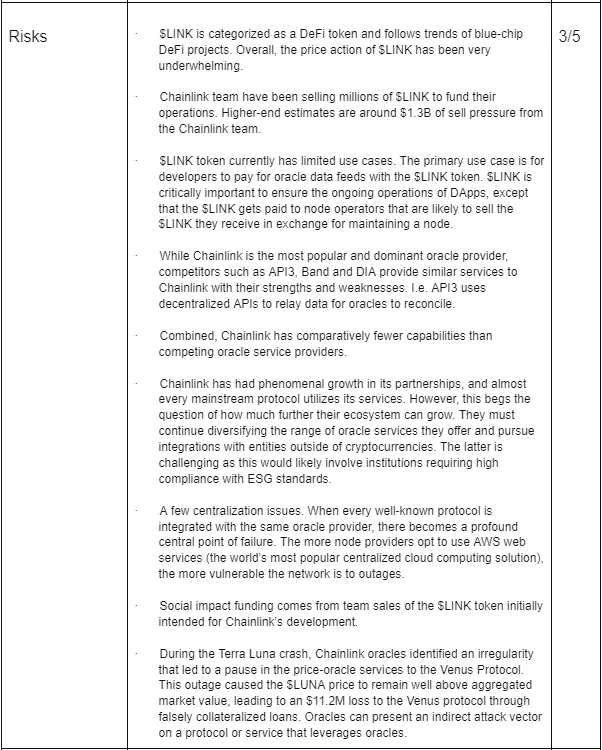 Risks
· $LINK is categorized as a DeFi token and follows trends of blue-chip
DeFi projects. Overall, the price action of $LINK has been very
underwhelming.
· Chainlink team have been selling millions of $LINK to fund their
operations. Higher-end estimates are around $1.3B of sell pressure from
the Chainlink team.
· $LINK token currently has limited use cases. The primary use case is for
developers to pay for oracle data feeds with the $LINK token. $LINK is
critically important to ensure the ongoing operations of DApps, except
that the $LINK gets paid to node operators that are likely to sell the
$LINK they receive in exchange for maintaining a node.
· While Chainlink is the most popular and dominant oracle provider,
competitors such as API3, Band and DIA provide similar services to
Chainlink with their strengths and weaknesses. I.e. API3 uses
decentralized APIs to relay data for oracles to reconcile.
· Combined, Chainlink has comparatively fewer capabilities than
competing oracle service providers.
· Chainlink has had phenomenal growth in its partnerships, and almost
every mainstream protocol utilizes its services. However, this begs the
question of how much further their ecosystem can grow. They must
continue diversifying the range of oracle services they offer and pursue
integrations with entities outside of cryptocurrencies. The latter is
challenging as this would likely involve institutions requiring high
compliance with ESG standards.
· A few centralization issues. When every well-known protocol is
integrated with the same oracle provider, there becomes a profound
central point of failure. The more node providers opt to use AWS web
services (the world's most popular centralized cloud computing solution),
the more vulnerable the network is to outages.
· Social impact funding comes from team sales of the $LINK token initially
intended for Chainlink's development.
· During the Terra Luna crash, Chainlink oracles identified an irregularity
that led to a pause in the price-oracle services to the Venus Protocol.
This outage caused the $LUNA price to remain well above aggregated
market value, leading to an $11.2M loss to the Venus protocol through
falsely collateralized loans. Oracles can present an indirect attack vector
on a protocol or service that leverages oracles.
3/5